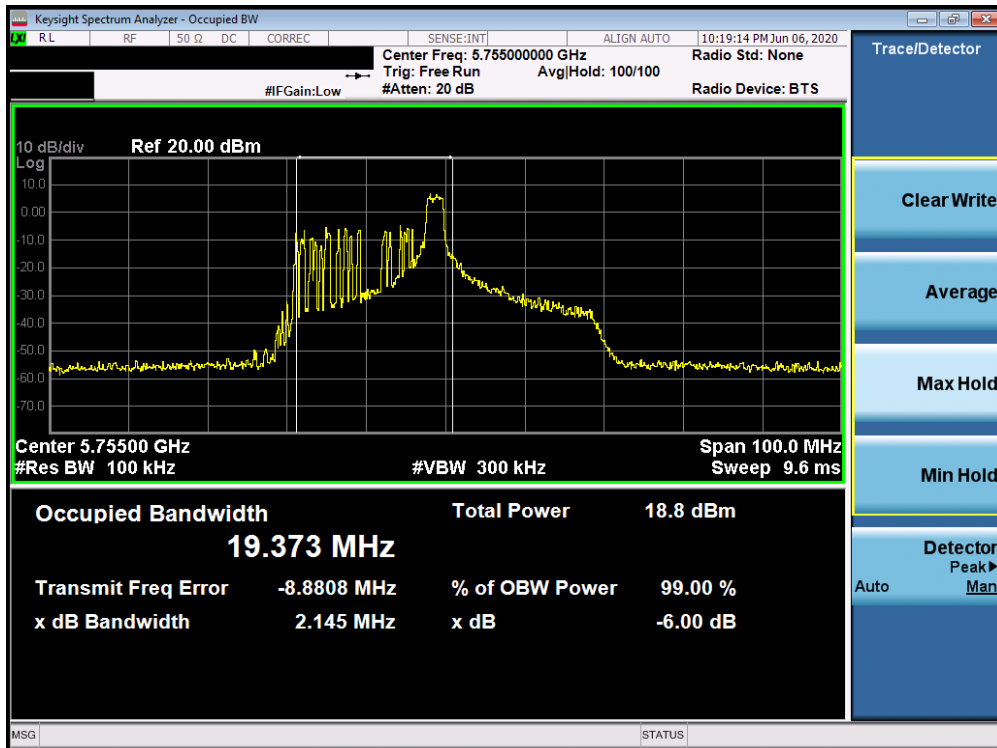 Keysight Spectrum Analyzer - Occupied BW
LXI RL RF 50 Ω DC CORREC SENSE:INT ALIGN AUTO 10:19:14 PM Jun 06, 2020
Center Freq: 5.755000000 GHz Radio Std: None
Trig: Free Run Avg|Hold: 100/100
#IFGain:Low #Atten: 20 dB Radio Device: BTS
10 dB/div Ref 20.00 dBm
Log
10.0
0.00
-10.0
-20.0
-30.0
-40.0
-50.0
-60.0
-70.0
Center 5.75500 GHz Span 100.0 MHz
#Res BW 100 kHz #VBW 300 kHz Sweep 9.6 ms
Occupied Bandwidth Total Power 18.8 dBm
19.373 MHz
Transmit Freq Error -8.8808 MHz % of OBW Power 99.00 %
x dB Bandwidth 2.145 MHz x dB -6.00 dB
MSG STATUS
Trace/Detector
Clear Write
Average
Max Hold
Min Hold
Detector
Peak▶
Auto Man